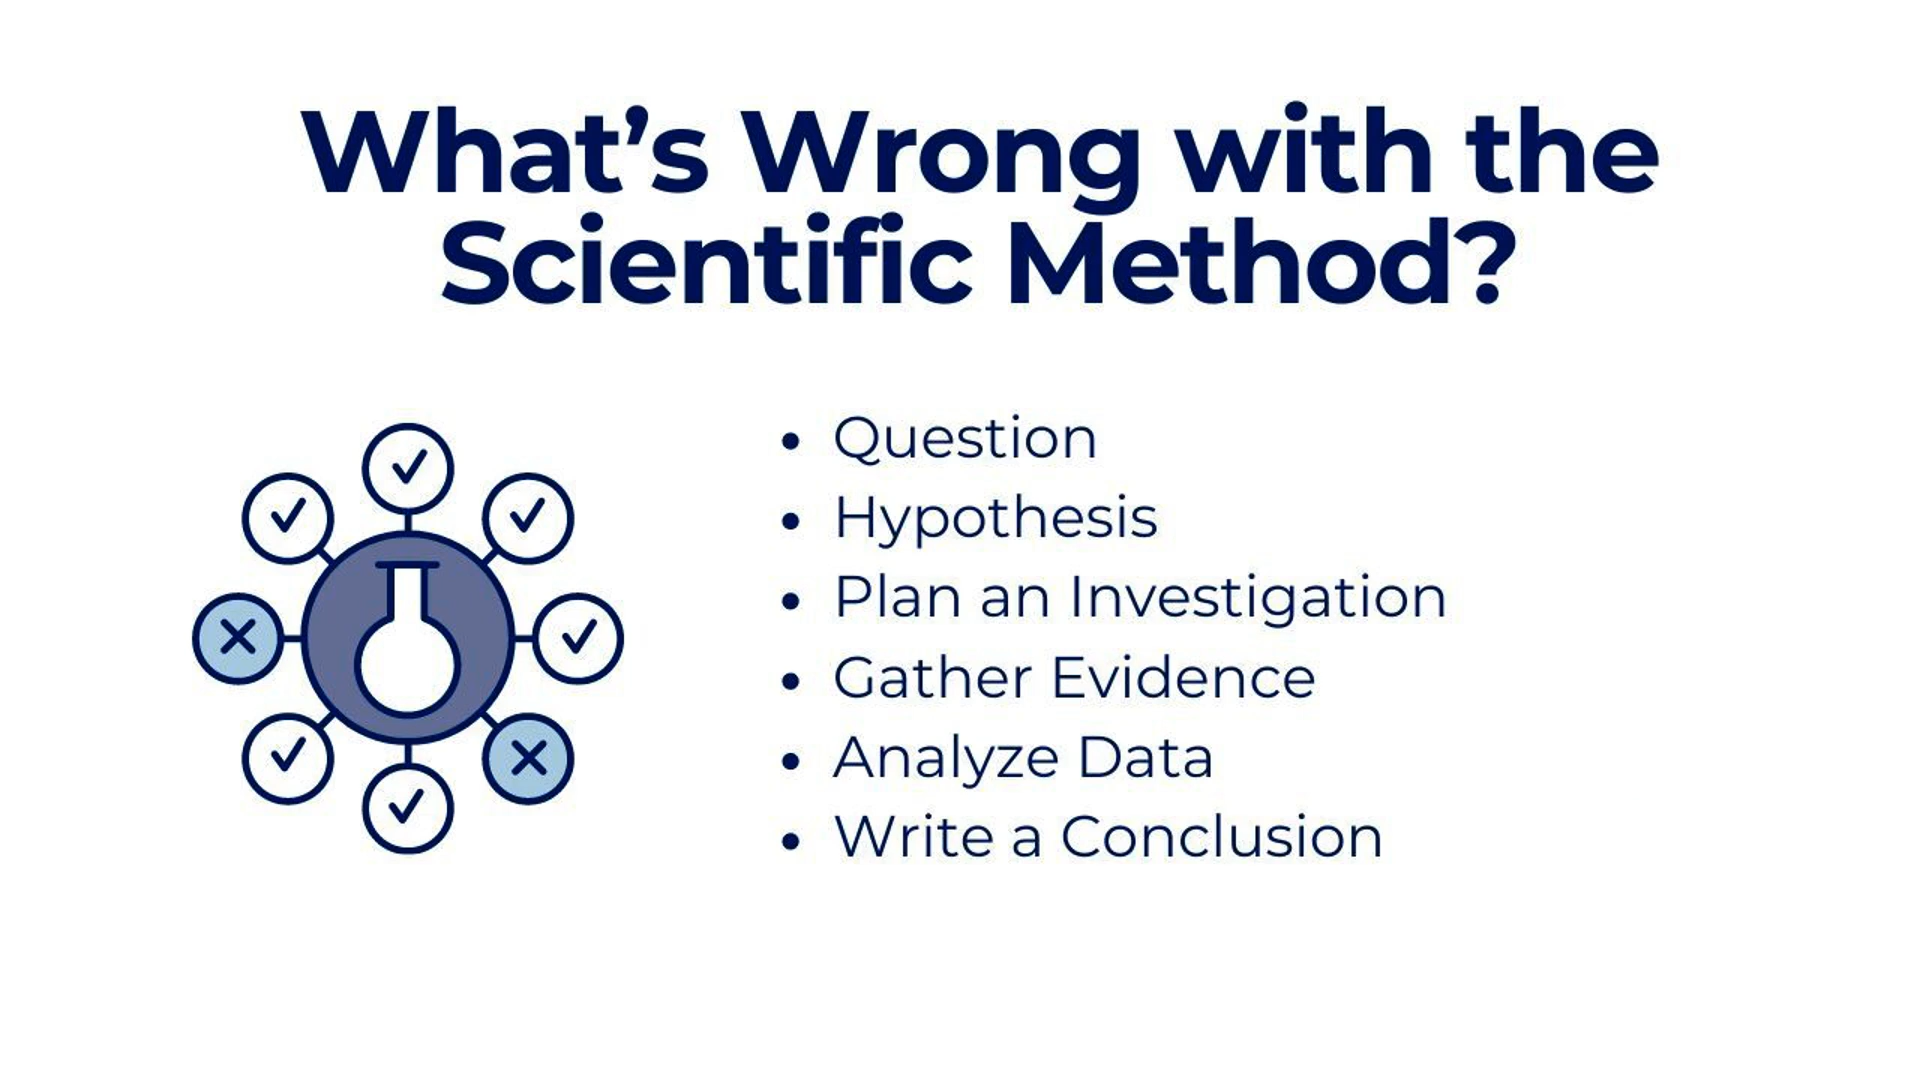 What’s Wrong with the
Scientific Method?
• Question
• Hypothesis
• Plan an Investigation
• Gather Evidence
• Analyze Data
• Write a Conclusion